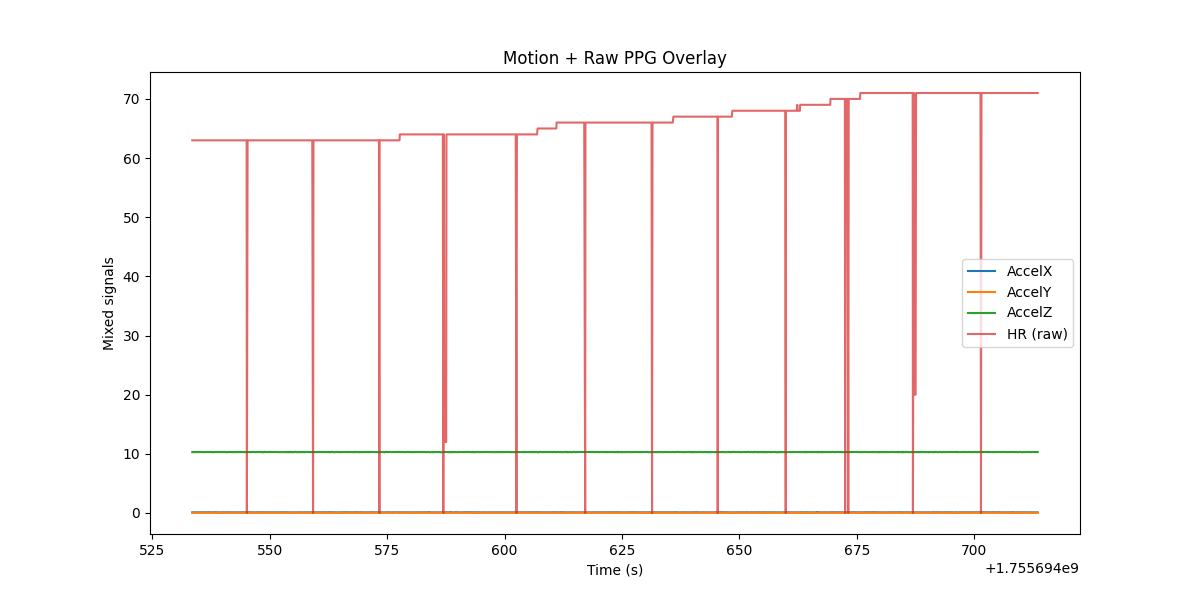 Motion + Raw PPG Overlay
Mixed signals
70
60
50
40
30
20
10
0
AccelX
AccelY
AccelZ
HR (raw)
525
550
575
600
625
650
675
700
+1.755694e9
Time (s)